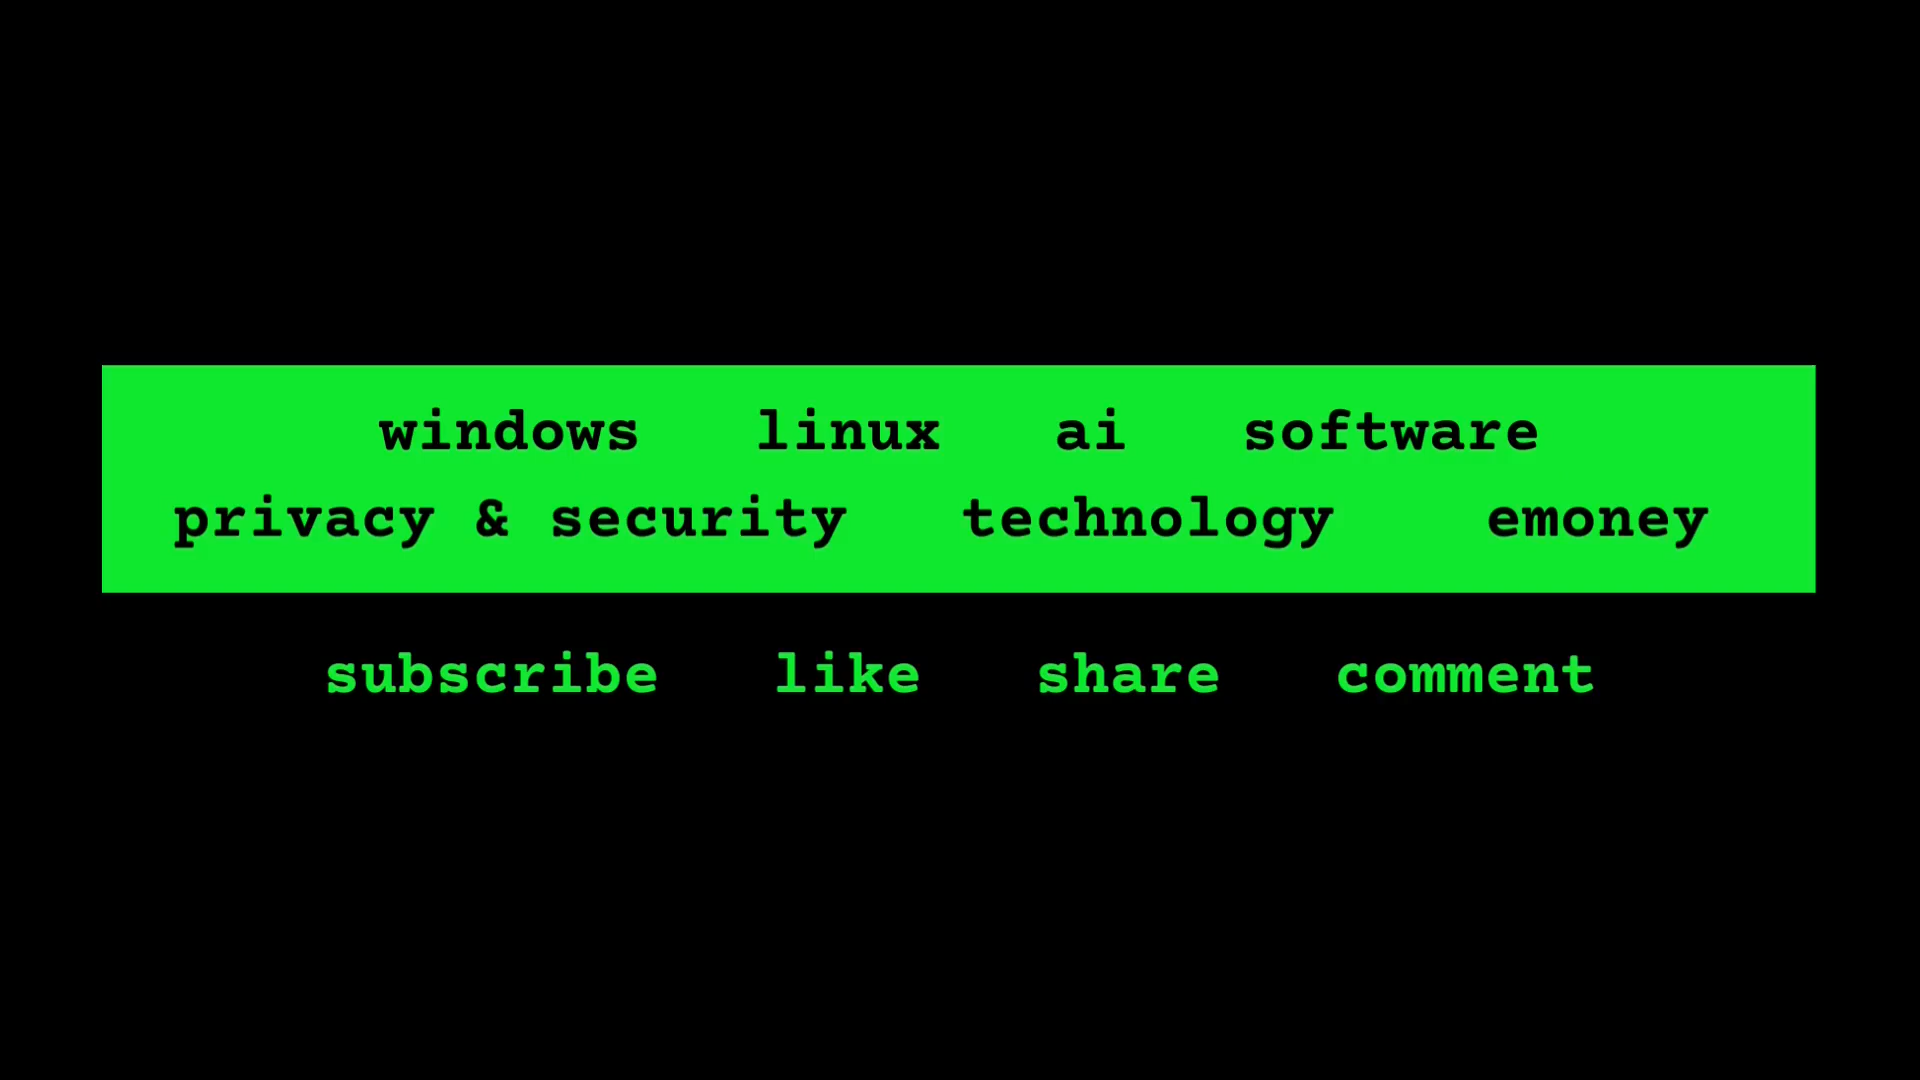 windows linux ai software
privacy & security technology emoney
subscribe like share comment